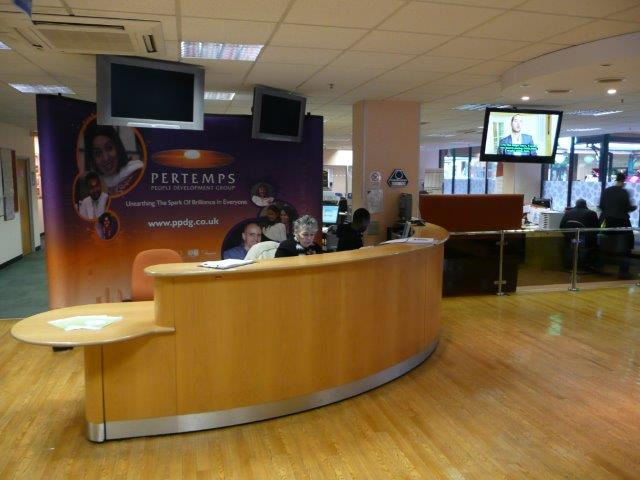 PERTEMPS
PEOPLE DEVELOPMENT GROUP
Unearthing The Spark Of Brilliance In Everyone
www.ppdg.co.uk